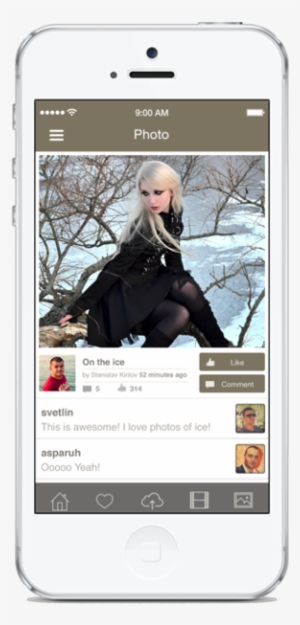 9:00 AM
Photo
On the ice
by Stanislav Kirilov 52 minutes ago
5 314
Like
Comment
svetlin
This is awesome! I love photos of ice!
asparuh
Ooooo Yeah!